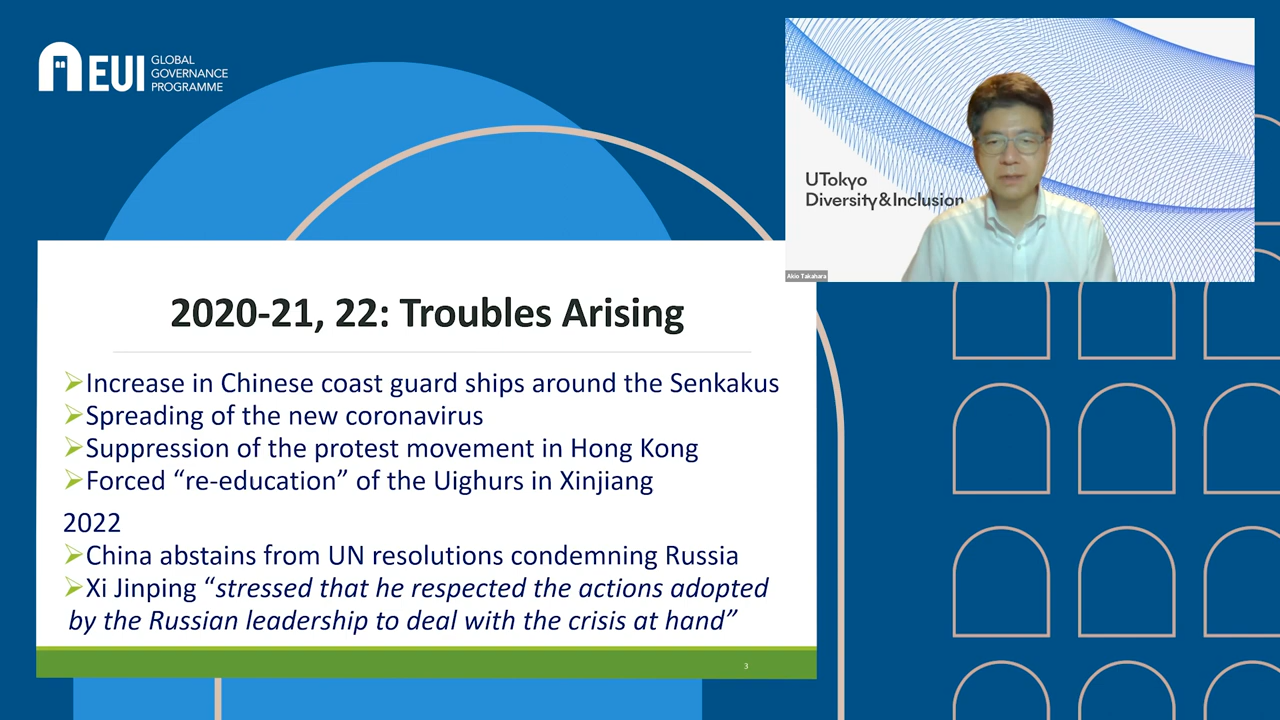 EUI
GLOBAL
GOVERNANCE
PROGRAMME
UTokyo
Diversity&Inclusion
Akio Takahara
2020-21, 22: Troubles Arising
➢Increase in Chinese coast guard ships around the Senkakus
➢Spreading of the new coronavirus
➢Suppression of the protest movement in Hong Kong
➢Forced “re-education” of the Uighurs in Xinjiang
2022
➢China abstains from UN resolutions condemning Russia
➢Xi Jinping “stressed that he respected the actions adopted
by the Russian leadership to deal with the crisis at hand”
3